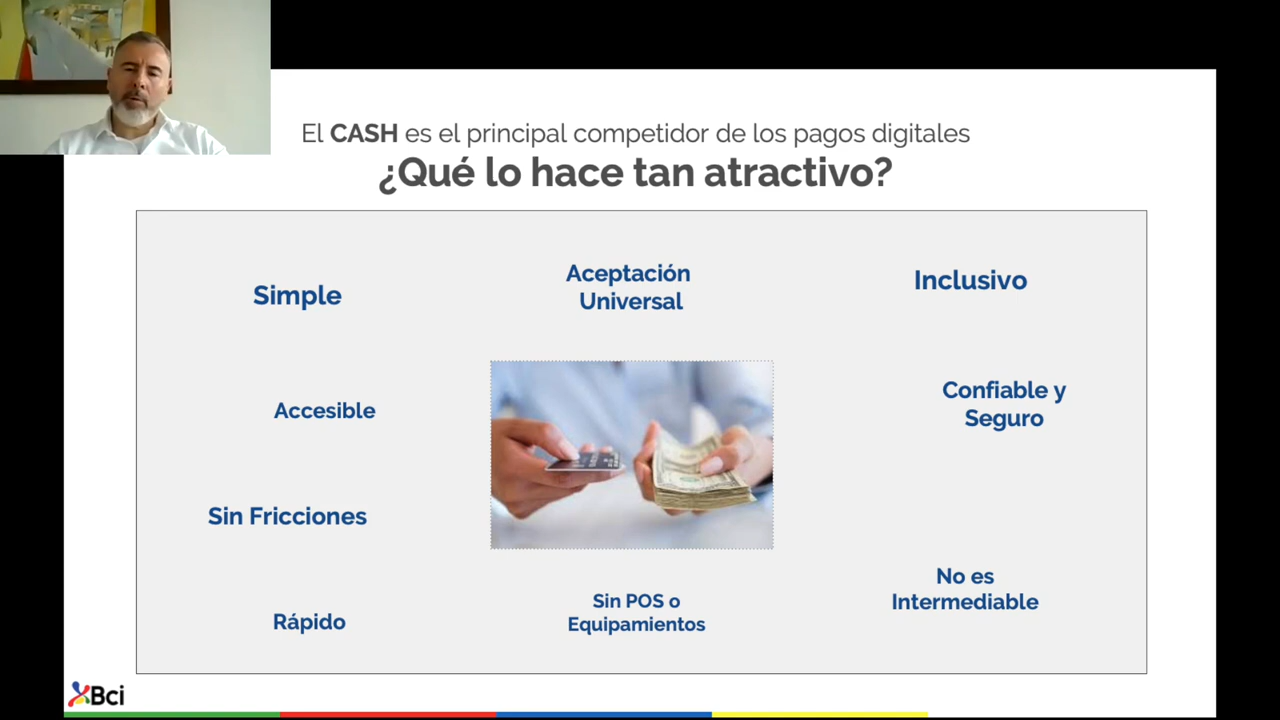 El CASH es el principal competidor de los pagos digitales
¿Qué lo hace tan atractivo?
Simple
Aceptación
Universal
Inclusivo
Accesible
Confiable y
Seguro
Sin Fricciones
No es
Intermediable
Rápido
Sin POS o
Equipamientos
Bci